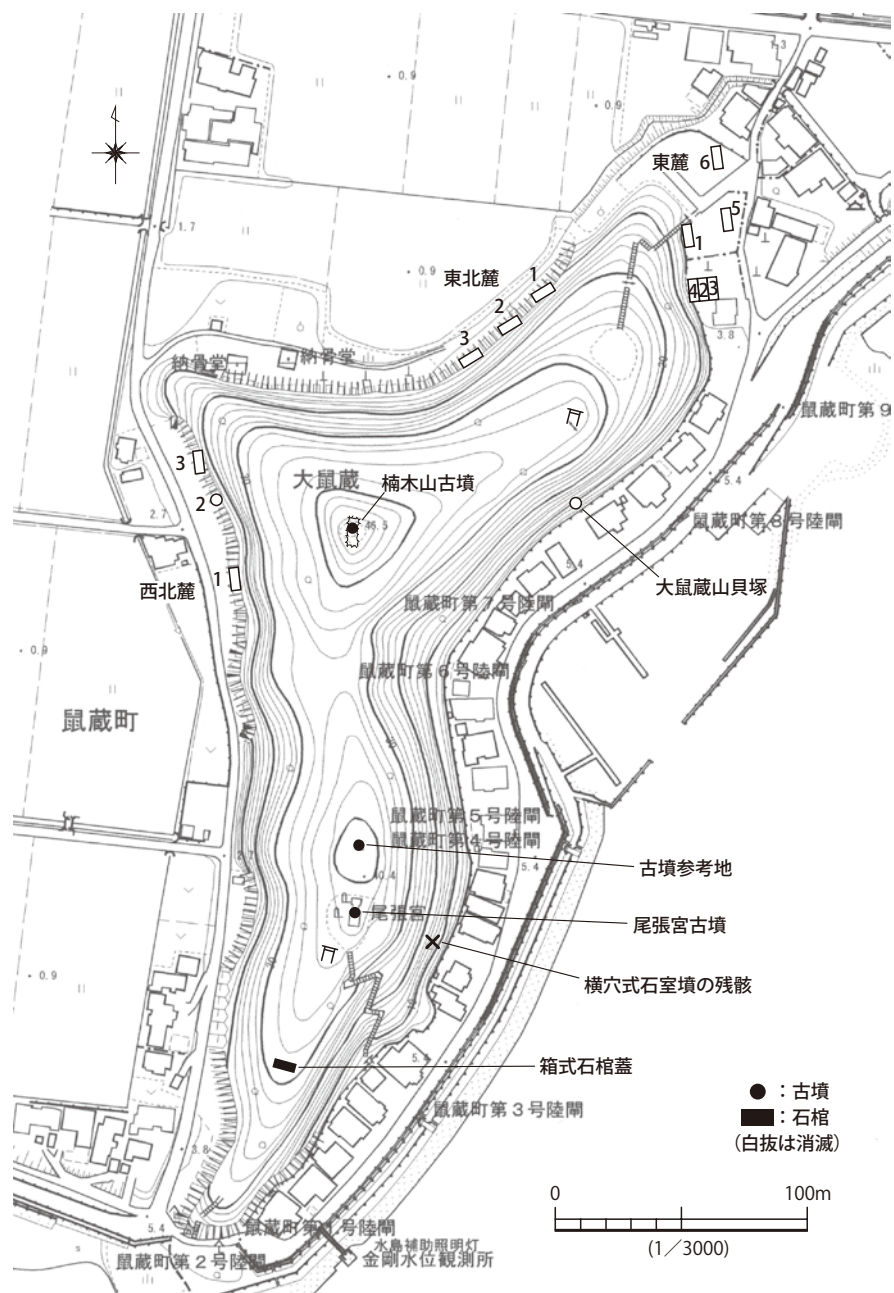 1.3
0.9
0.9
東麓 6
5
1
1.7
0.9
東北麓 1
2
3
423
3.8
納骨堂
納骨堂
20
鼠蔵町第9
3
大鼠蔵
楠木山古墳
5.4
2
46.5
鼠蔵町第8号陸閘
2.7
5.4
西北麓 1
大鼠蔵山貝塚
鼠蔵町第7号陸閘
0.9
鼠蔵町第6号陸閘
鼠蔵町
鼠蔵町第5号陸閘
鼠蔵町第4号陸閘
5.4
古墳参考地
2.7
40.4
尾張宮
尾張宮古墳
0.9
横穴式石室墳の残骸
箱式石棺蓋
5.4
●:古墳
■:石棺
(白抜は消滅)
鼠蔵町第3号陸閘
3.8
0 100m
(1/3000)
5.4
鼠蔵町第1号陸閘
水島補助照明灯
鼠蔵町第2号陸閘
金剛水位観測所